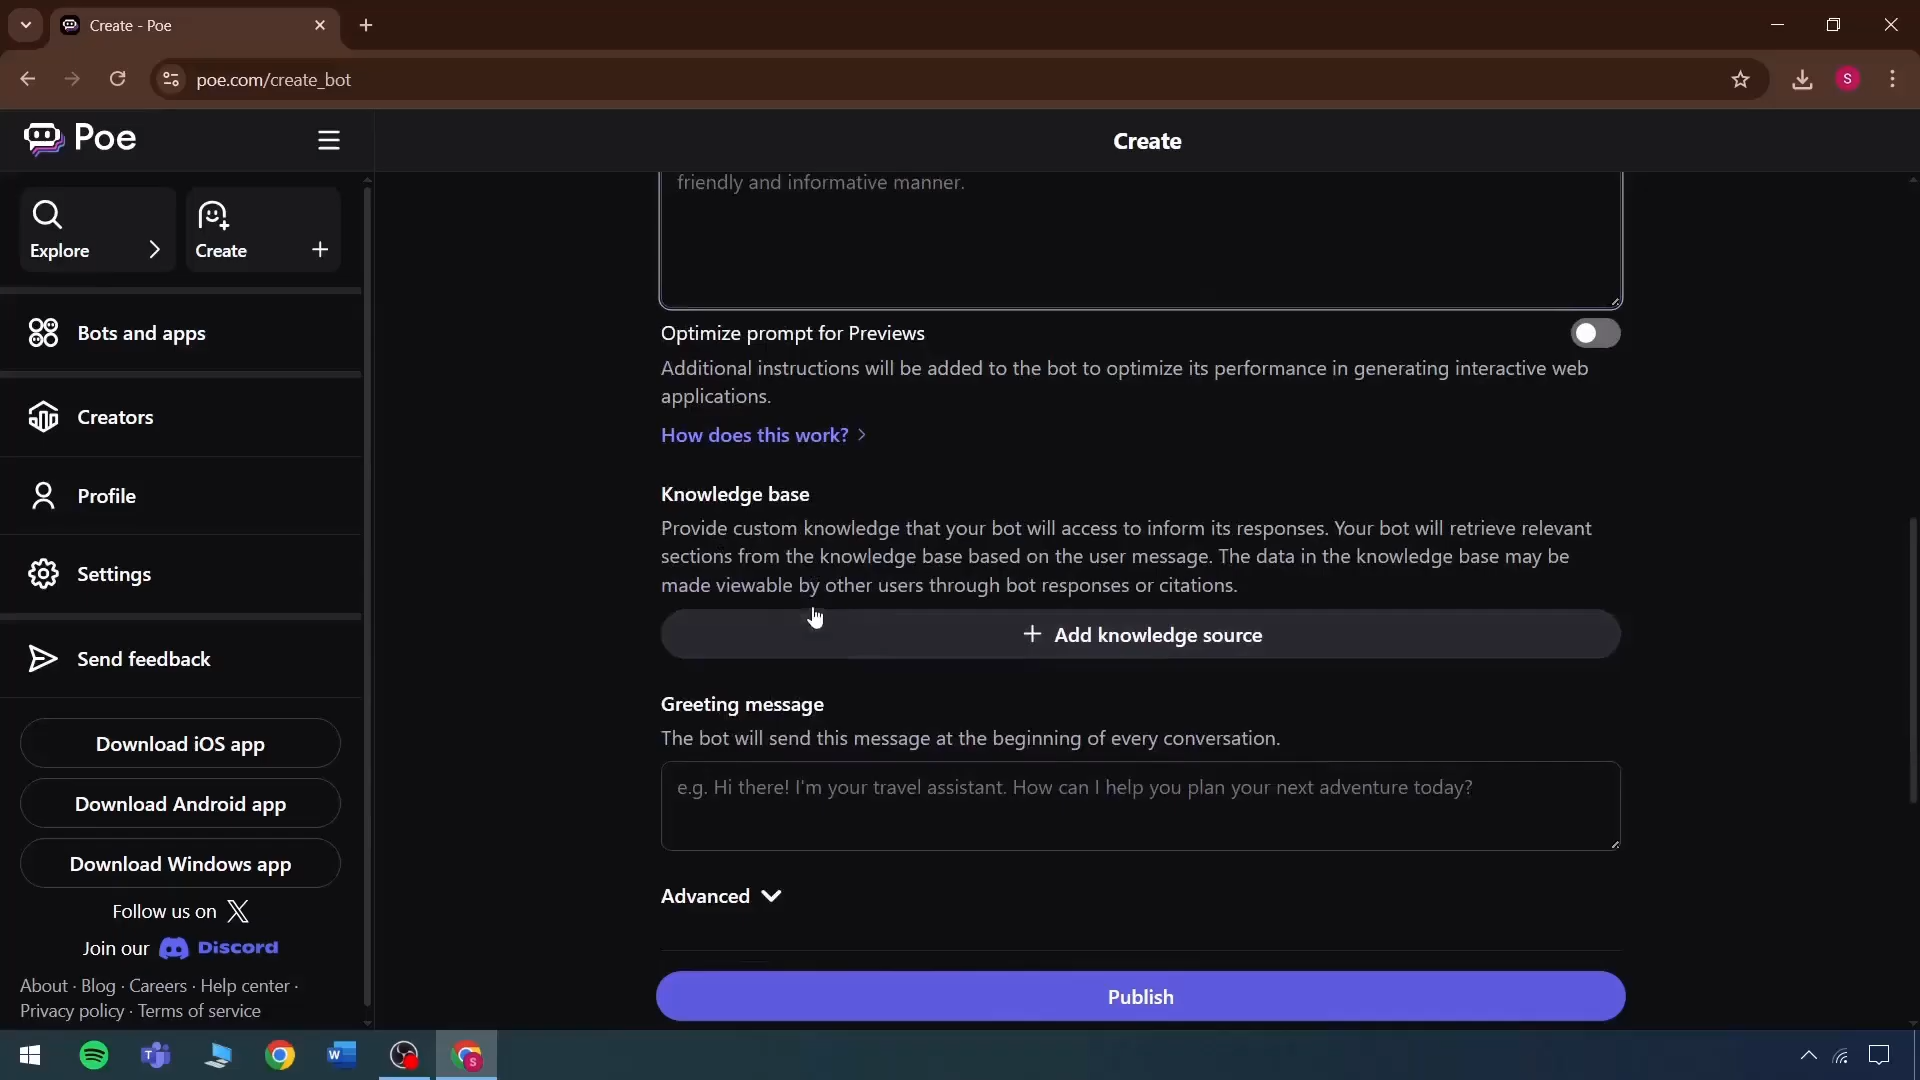 Create - Poe
poe.com/create_bot
S
Poe
Create
Explore
Create
Bots and apps
Creators
Profile
Settings
Send feedback
Download iOS app
Download Android app
Download Windows app
Follow us on X
Join our Discord
About · Blog · Careers · Help center ·
Privacy policy · Terms of service
friendly and informative manner.
Optimize prompt for Previews
Additional instructions will be added to the bot to optimize its performance in generating interactive web
applications.
How does this work?
Knowledge base
Provide custom knowledge that your bot will access to inform its responses. Your bot will retrieve relevant
sections from the knowledge base based on the user message. The data in the knowledge base may be
made viewable by other users through bot responses or citations.
+ Add knowledge source
Greeting message
The bot will send this message at the beginning of every conversation.
e.g. Hi there! I'm your travel assistant. How can I help you plan your next adventure today?
Advanced
Publish